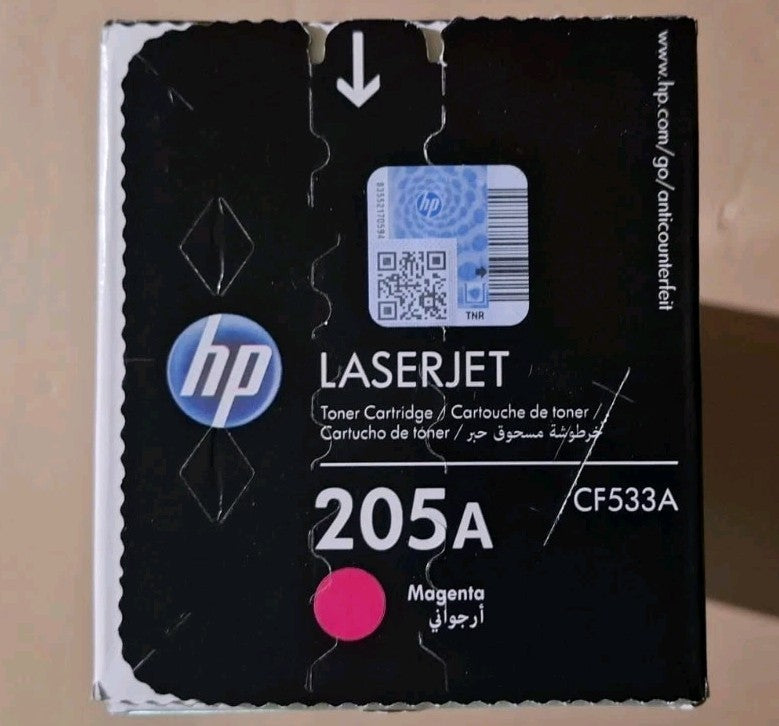 www.hp.com/go/anticounterfeit
hp
TNR
hp
LASERJET
Toner Cartridge / Cartouche de toner /
Cartucho de toner / خرطوشة مسحوق حبر
205A
CF533A
Magenta
أرجواني